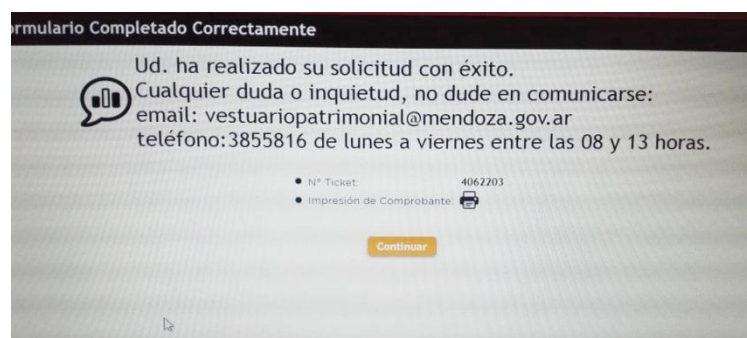 ormulario Completado Correctamente
Ud. ha realizado su solicitud con éxito.
Cualquier duda o inquietud, no dude en comunicarse:
email: vestuariopatrimonial@mendoza.gov.ar
teléfono:3855816 de lunes a viernes entre las 08 y 13 horas.
• N° Ticket: 4062203
• Impresión de Comprobante:
Continuar